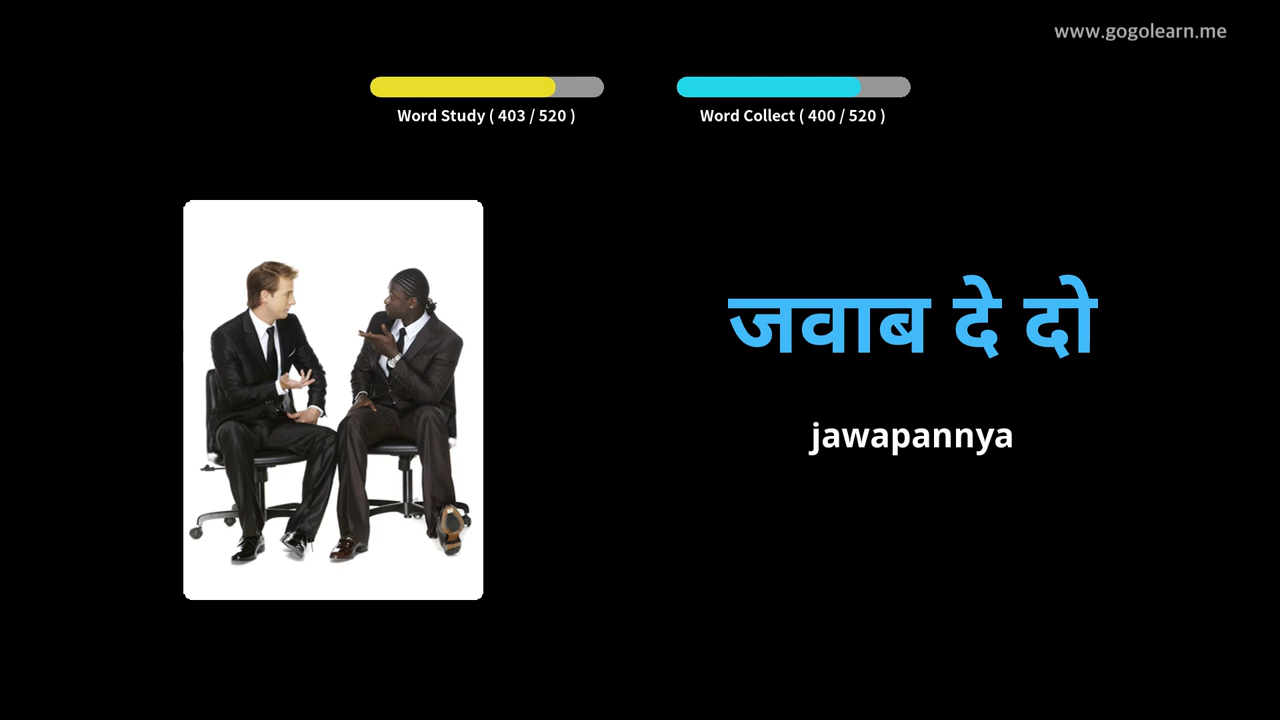 www.gogolearn.me
Word Study ( 403 / 520 )
Word Collect ( 400 / 520 )
जवाब दे दो
jawapannya